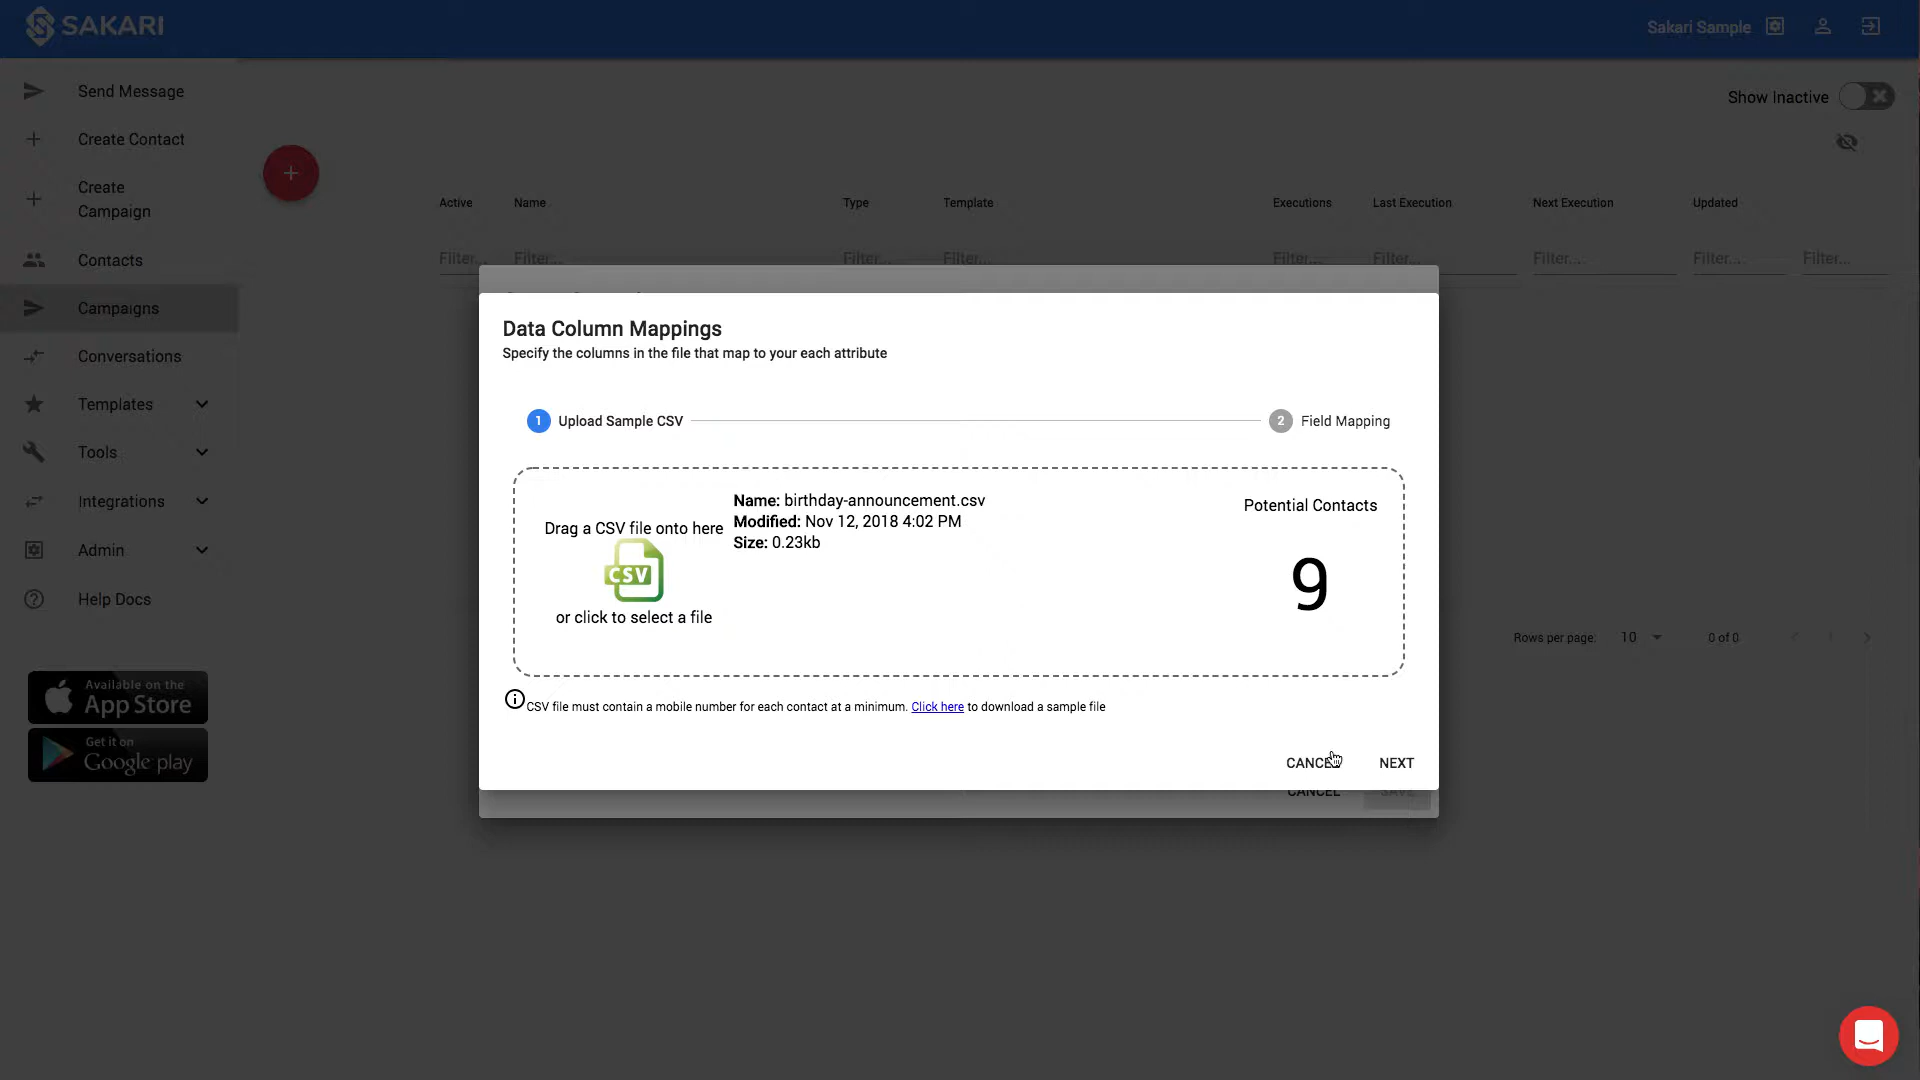 SAKARI
Sakari Sample
Send Message
Show Inactive
Create Contact
Create
Campaign
Active Name Type Template Executions Last Execution Next Execution Updated
Contacts
Filter... Filter... Filter... Filter... Filter... Filter... Filter... Filter... Filter...
Campaigns
Data Column Mappings
Specify the columns in the file that map to your each attribute
Conversations
Templates
1 Upload Sample CSV
2 Field Mapping
Tools
Integrations
Drag a CSV file onto here
CSV
or click to select a file
Name: birthday-announcement.csv
Modified: Nov 12, 2018 4:02 PM
Size: 0.23kb
Potential Contacts
9
Admin
Help Docs
Rows per page: 10 0 of 0
Available on the
App Store
Get it on
Google play
CSV file must contain a mobile number for each contact at a minimum. Click here to download a sample file
CANCEL NEXT
CANCEL SAVE